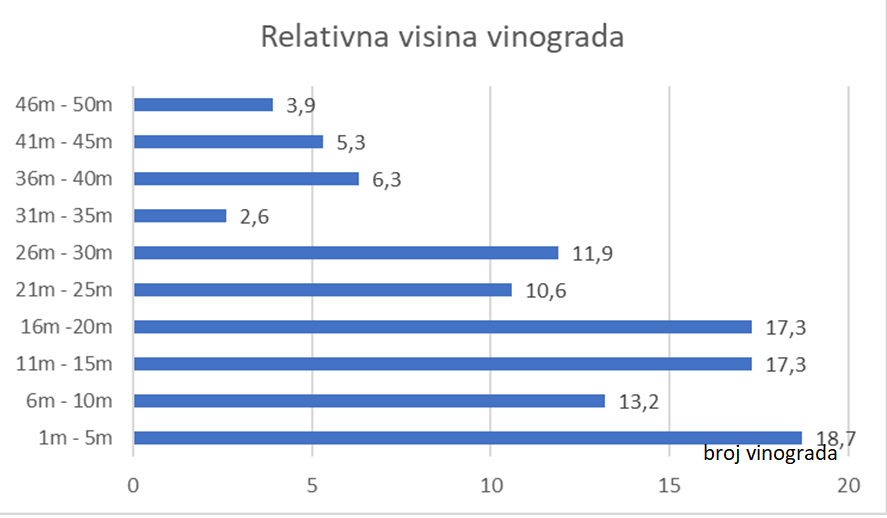 Relativna visina vinograda
46m - 50m 3,9
41m - 45m 5,3
36m - 40m 6,3
31m - 35m 2,6
26m - 30m 11,9
21m - 25m 10,6
16m -20m 17,3
11m - 15m 17,3
6m - 10m 13,2
1m - 5m 18,7
broj vinograda
0 5 10 15 20